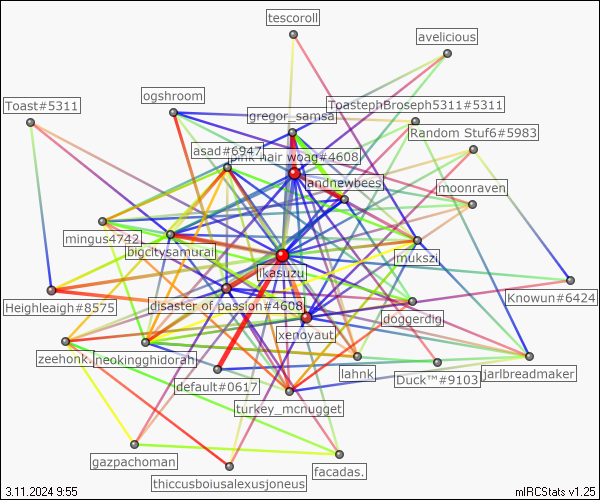 tescoroll
avelicious
ogshroom
Toast#5311
ToastephBroseph5311#5311
gregor_samsa
Random Stuf6#5983
asad#6947
pink hair woag#4608
landnewbees
moonraven
mingus4742.
bigcitysamurai
mukszi
likasuzu
Heighleaigh#8575
disaster of passion#4608
Knowun#6424
doggerdig
xenoyaut
zeehonk.
neokingghidorah
lahnk
jarlbreadmaker
default#0617
Duck™#9103
turkey_mcnugget
gazpachoman
facadas.
thiccusboiusalexusjoneus
3.11.2024 9:55
mIRCStats v1.25